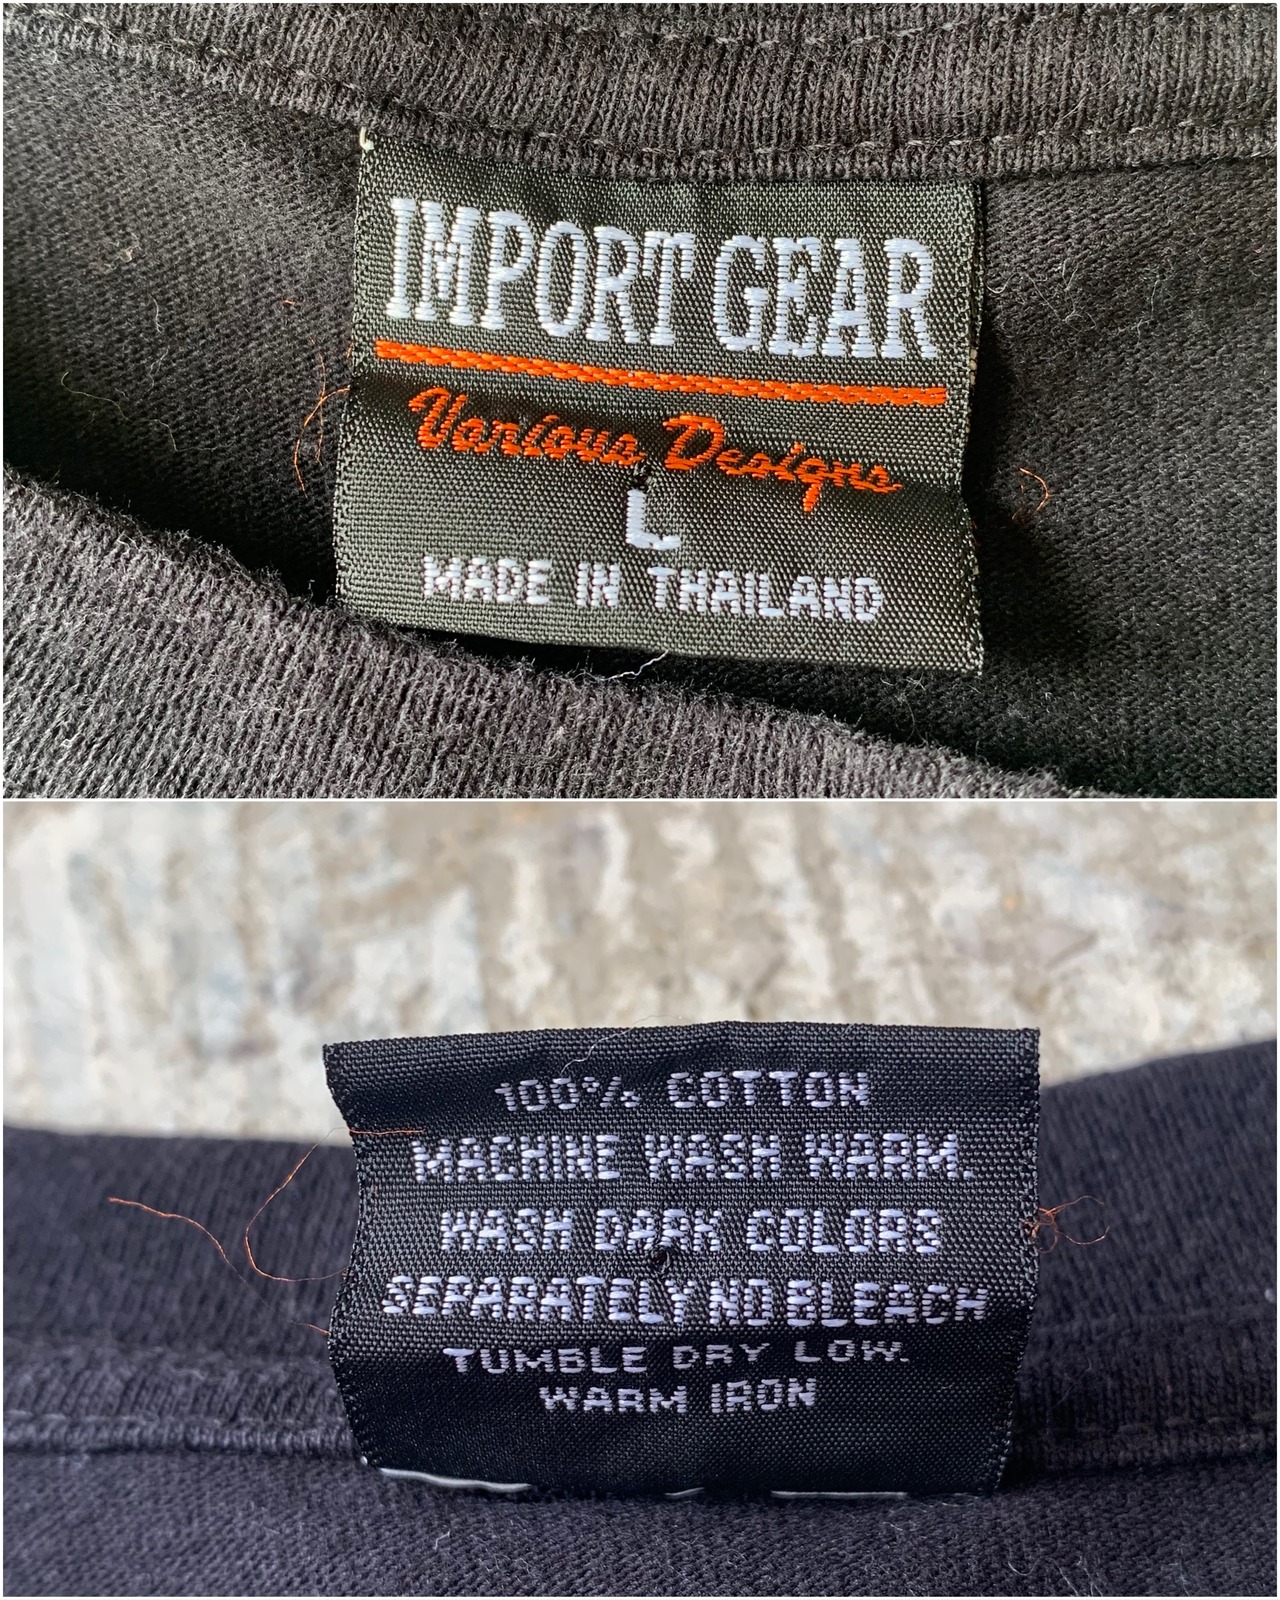 IMPORT GEAR
Various Designs
L
MADE IN THAILAND
100% COTTON
MACHINE WASH WARM.
WASH DARK COLORS
SEPARATELY NO BLEACH
TUMBLE DRY LOW.
WARM IRON